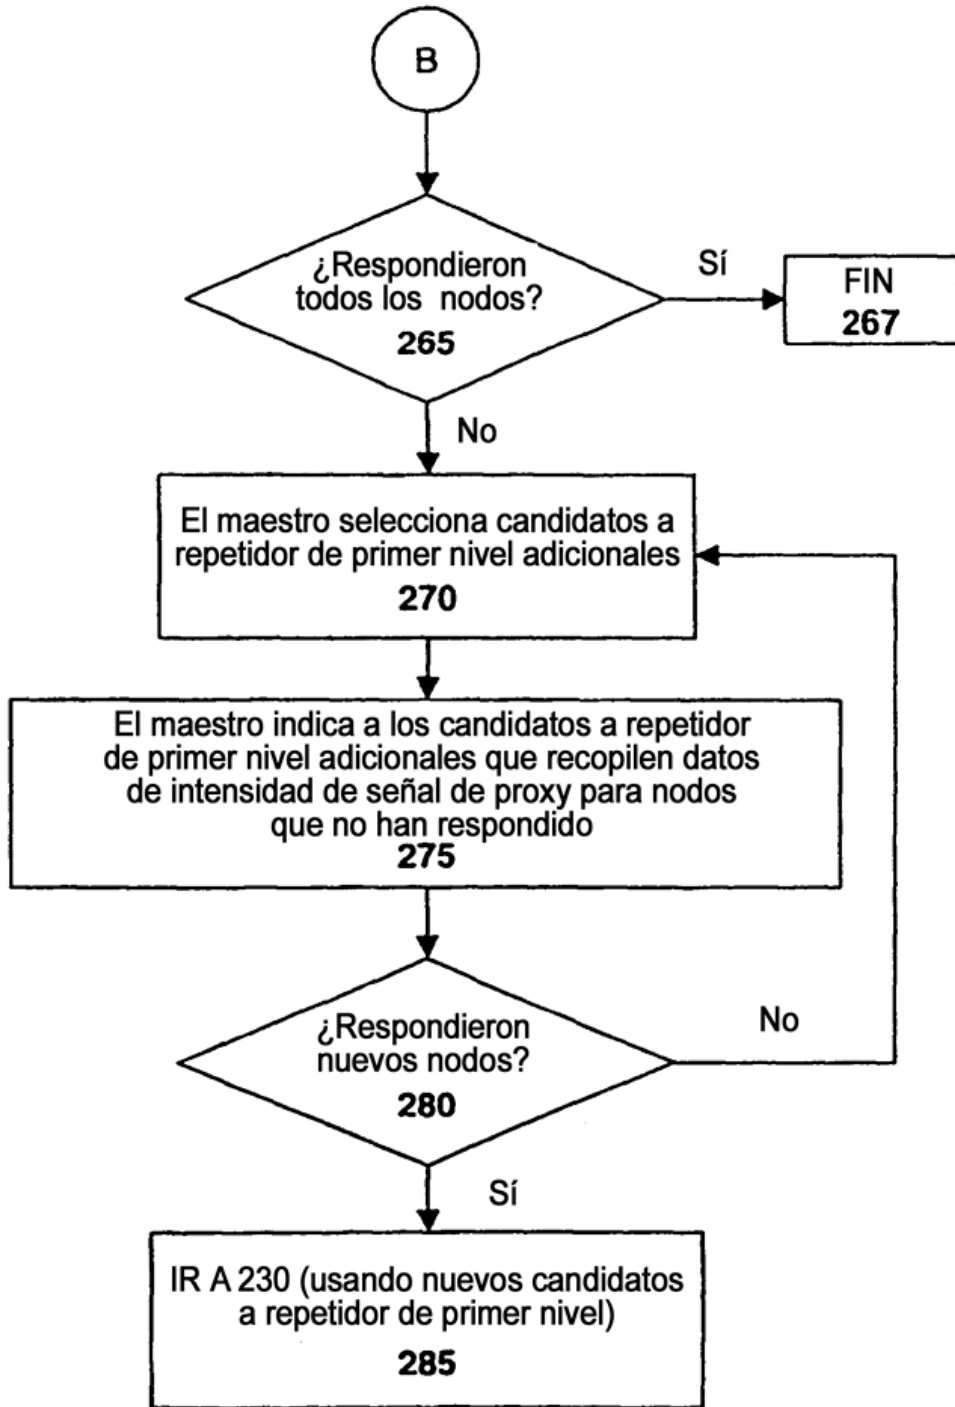 B
¿Respondieron
todos los nodos?
265
Sí
FIN
267
No
El maestro selecciona candidatos a
repetidor de primer nivel adicionales
270
El maestro indica a los candidatos a repetidor
de primer nivel adicionales que recopilen datos
de intensidad de señal de proxy para nodos
que no han respondido
275
¿Respondieron
nuevos nodos?
280
No
Sí
IR A 230 (usando nuevos candidatos
a repetidor de primer nivel)
285